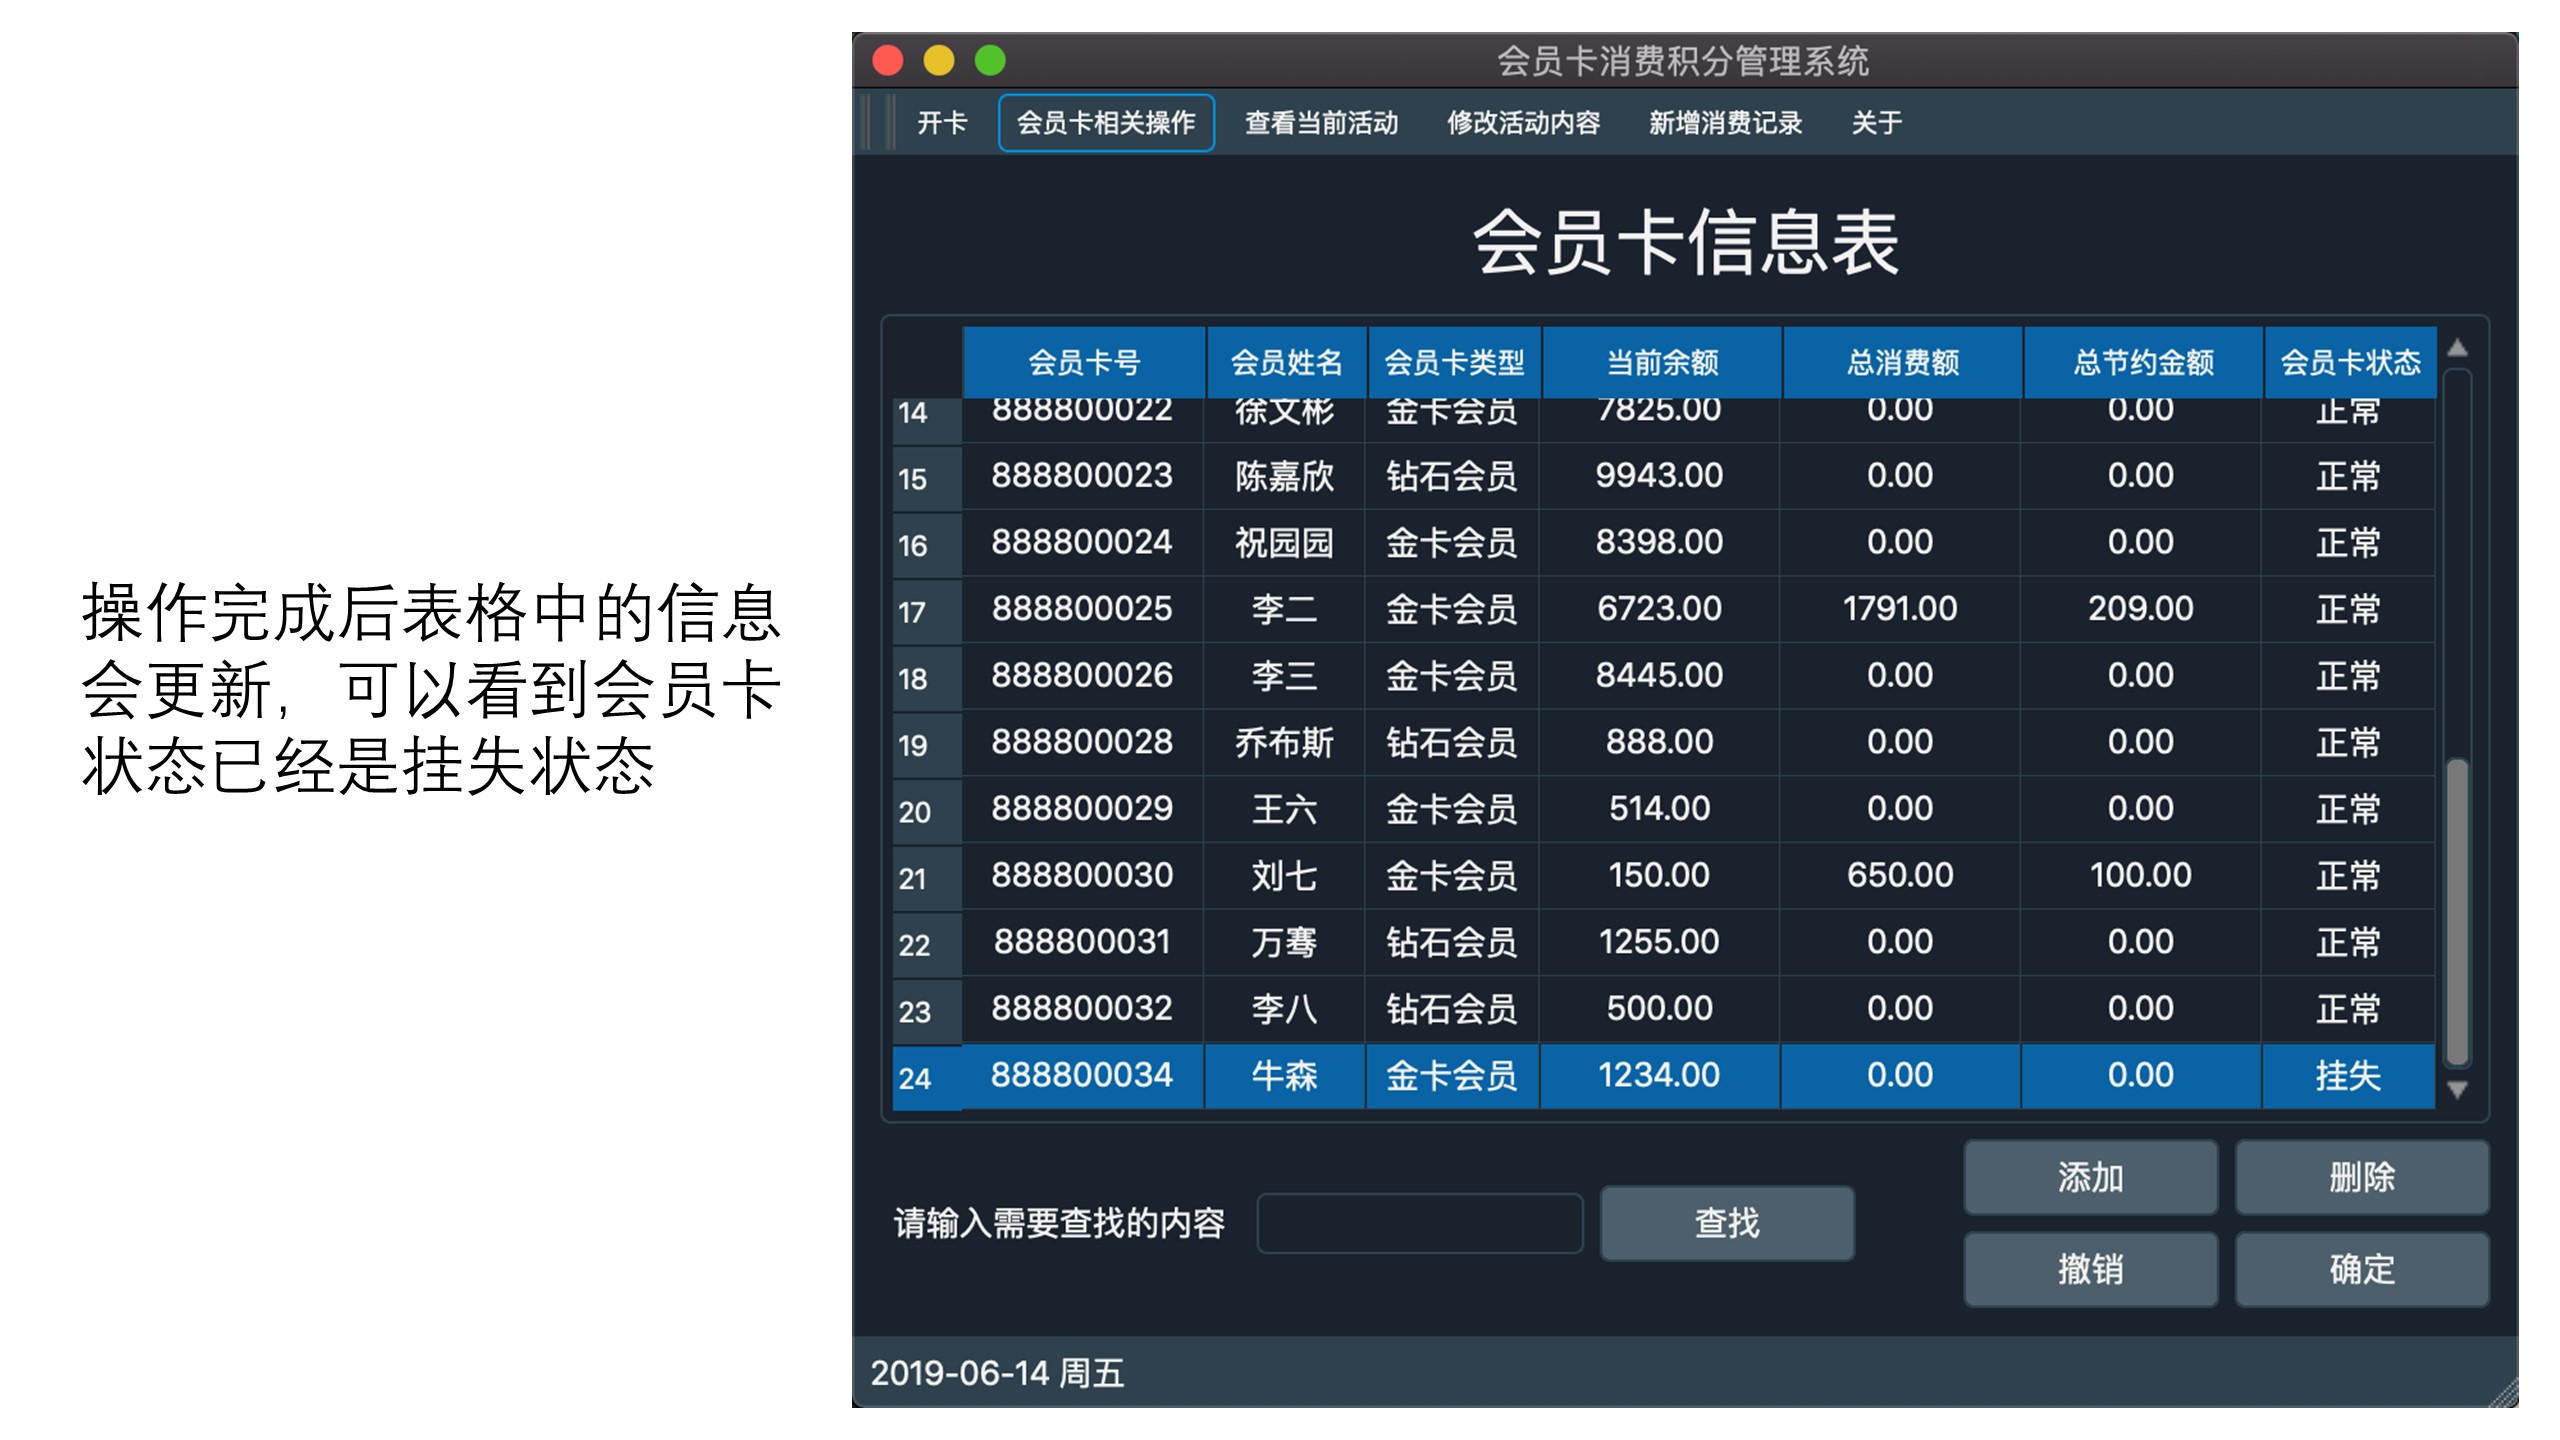 操作完成后表格中的信息
会更新，可以看到会员卡
状态已经是挂失状态
会员卡消费积分管理系统
开卡 会员卡相关操作 查看当前活动 修改活动内容 新增消费记录 关于
会员卡信息表
会员卡号 会员姓名 会员卡类型 当前余额 总消费额 总节约金额 会员卡状态
14 888800022 徐文彬 金卡会员 7825.00 0.00 0.00 正常
15 888800023 陈嘉欣 钻石会员 9943.00 0.00 0.00 正常
16 888800024 祝园园 金卡会员 8398.00 0.00 0.00 正常
17 888800025 李二 金卡会员 6723.00 1791.00 209.00 正常
18 888800026 李三 金卡会员 8445.00 0.00 0.00 正常
19 888800028 乔布斯 钻石会员 888.00 0.00 0.00 正常
20 888800029 王六 金卡会员 514.00 0.00 0.00 正常
21 888800030 刘七 金卡会员 150.00 650.00 100.00 正常
22 888800031 万骞 钻石会员 1255.00 0.00 0.00 正常
23 888800032 李八 钻石会员 500.00 0.00 0.00 正常
24 888800034 牛森 金卡会员 1234.00 0.00 0.00 挂失
添加 删除
请输入需要查找的内容 查找
撤销 确定
2019-06-14 周五